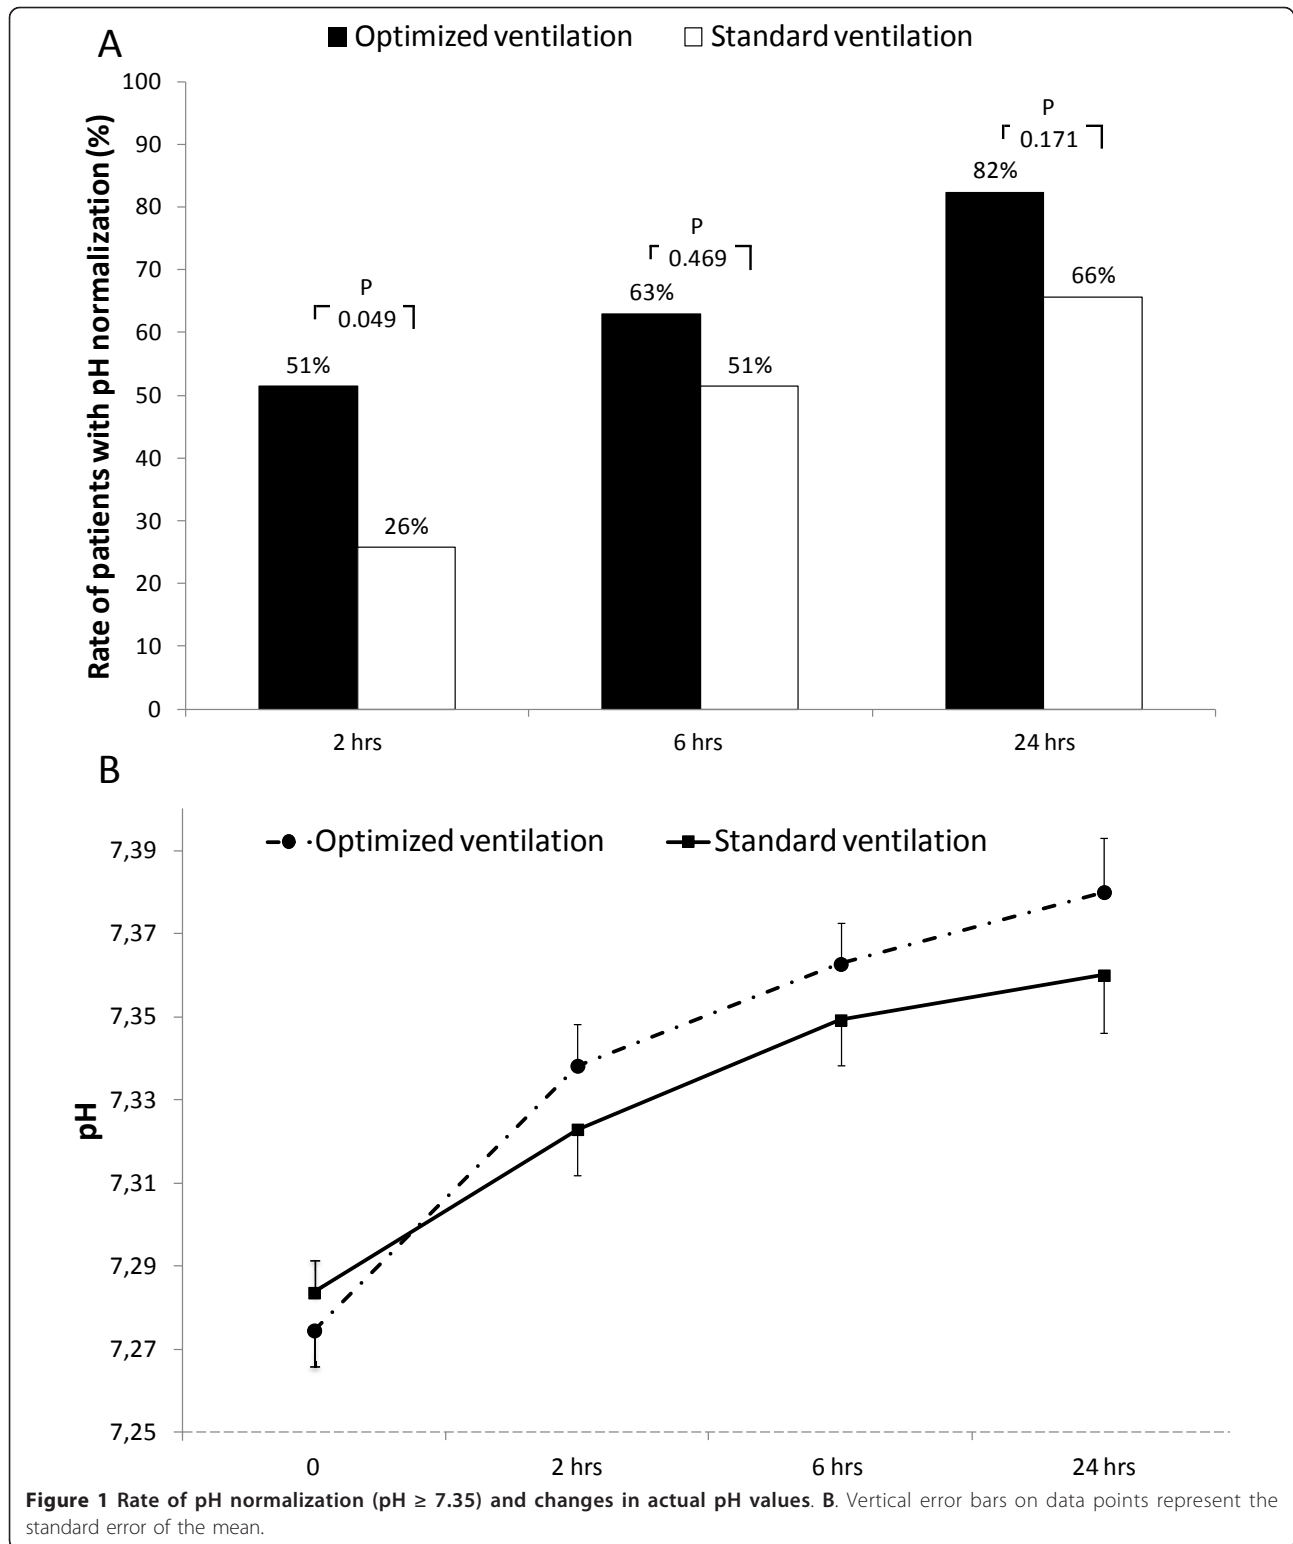 A
Optimized ventilation Standard ventilation
Rate of patients with pH normalization (%)
100
90
80
70
60
50
40
30
20
10
0
P
0.049
51%
26%
P
0.469
63%
51%
P
0.171
82%
66%
2 hrs 6 hrs 24 hrs
B
Optimized ventilation Standard ventilation
pH
7,39
7,37
7,35
7,33
7,31
7,29
7,27
7,25
0 2 hrs 6 hrs 24 hrs
Figure 1 Rate of pH normalization (pH ≥ 7.35) and changes in actual pH values. B. Vertical error bars on data points represent the
standard error of the mean.